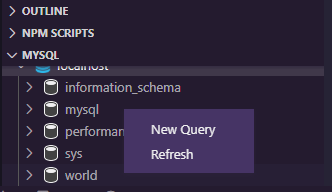 OUTLINE
NPM SCRIPTS
MYSQL
localhost
information_schema
mysql
performan
New Query
Refresh
sys
world